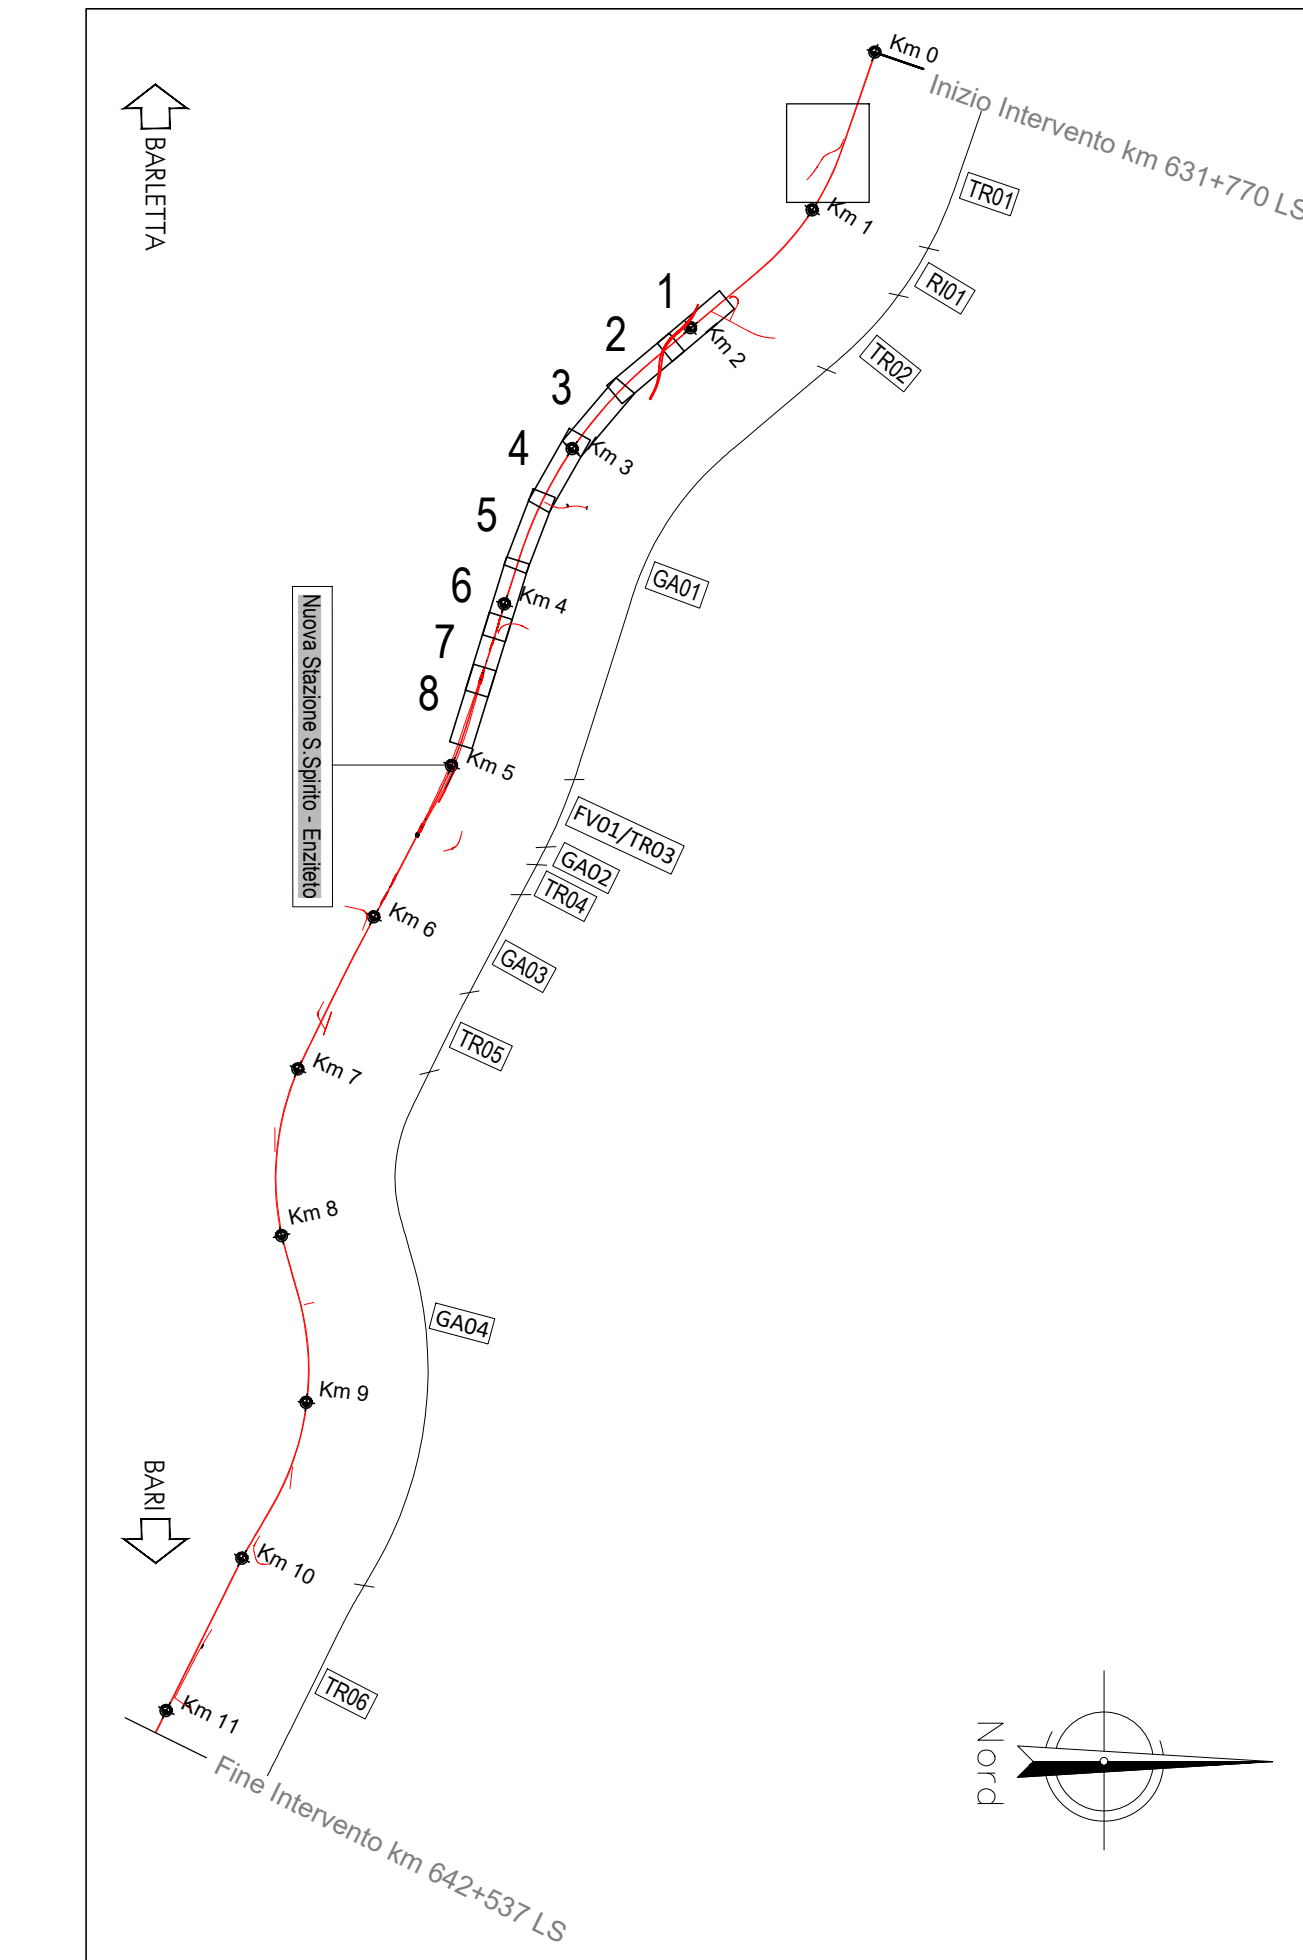 Km 0
Inizio Intervento km 631+770 LS
BARLETTA
TR01
Km 1
RI01
1
Km 2
2
TR02
3
4
Km 3
5
GA01
6
Km 4
7
8
Nuova Stazione S.Spirito - Enziteto
Km 5
FV01/TR03
GA02
TR04
Km 6
GA03
TR05
Km 7
Km 8
GA04
Km 9
BARI
Km 10
TR06
Km 11
Fine Intervento km 642+537 LS
Nord